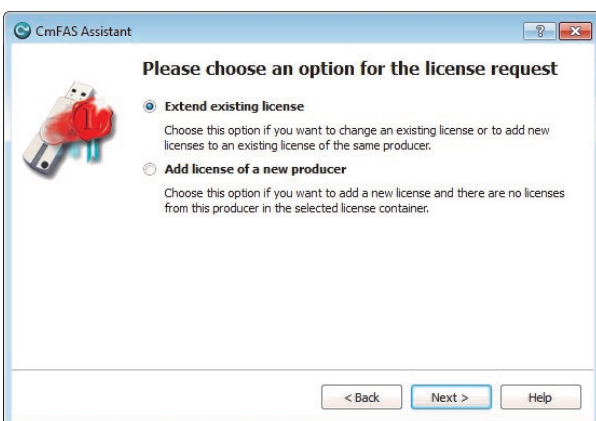 CmFAS Assistant
Please choose an option for the license request
Extend existing license
Choose this option if you want to change an existing license or to add new
licenses to an existing license of the same producer.
Add license of a new producer
Choose this option if you want to add a new license and there are no licenses
from this producer in the selected license container.
< Back Next > Help